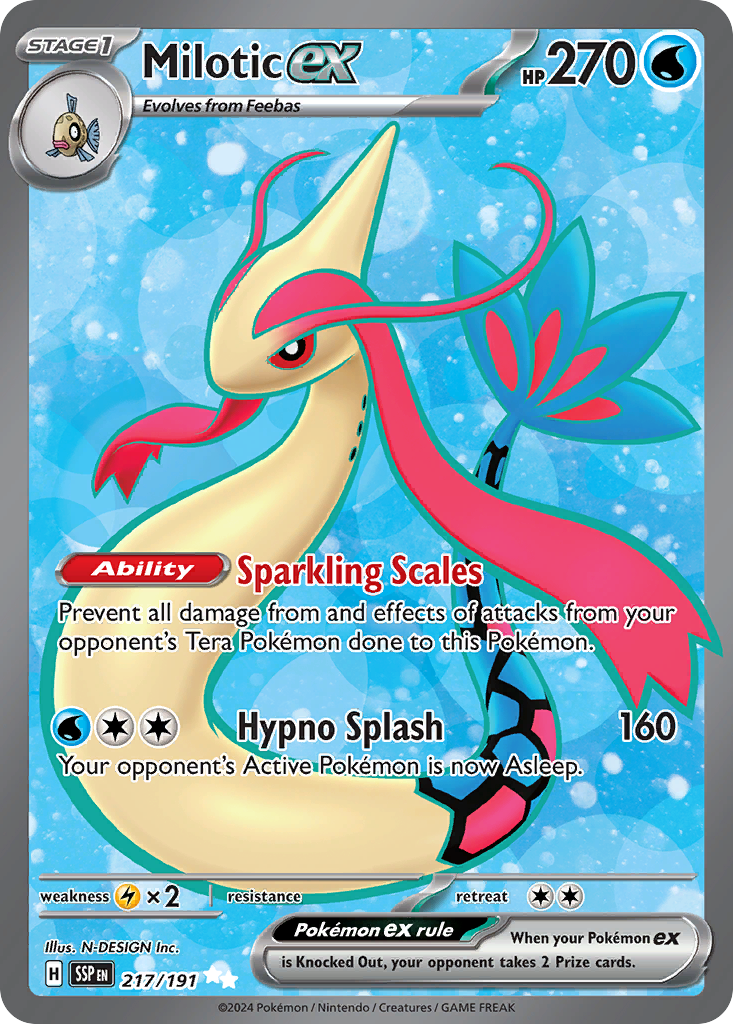 STAGE 1
Milotic ex
HP 270
Evolves from Feebas
Ability Sparkling Scales
Prevent all damage from and effects of attacks from your
opponent's Tera Pokémon done to this Pokémon.
Hypno Splash 160
Your opponent's Active Pokémon is now Asleep.
weakness ×2 resistance retreat
Pokémon ex rule
When your Pokémon ex
is Knocked Out, your opponent takes 2 Prize cards.
Illus. N-DESIGN Inc.
H SSP EN 217/191
©2024 Pokémon / Nintendo / Creatures / GAME FREAK